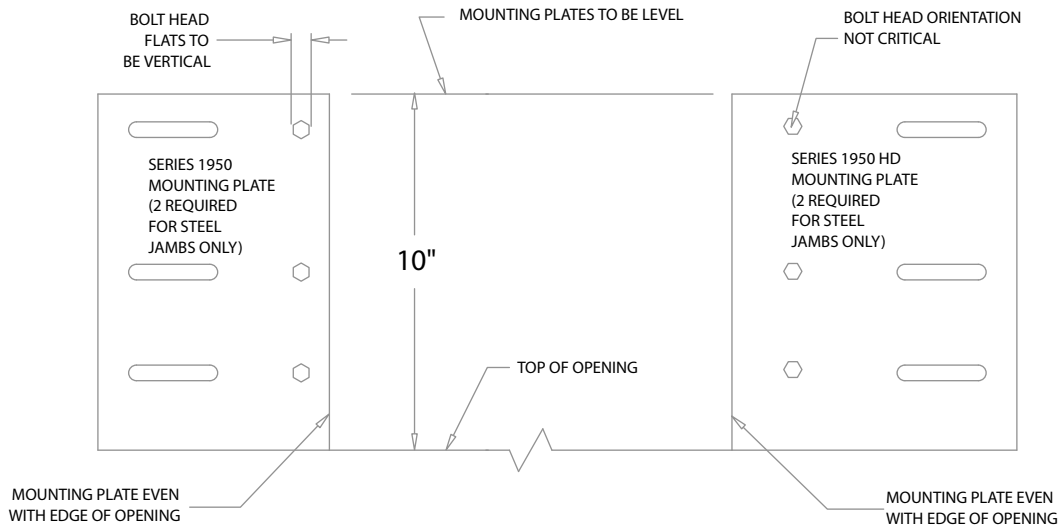 BOLT HEAD
FLATS TO
BE VERTICAL
MOUNTING PLATES TO BE LEVEL
BOLT HEAD ORIENTATION
NOT CRITICAL
SERIES 1950
MOUNTING PLATE
(2 REQUIRED
FOR STEEL
JAMBS ONLY)
SERIES 1950 HD
MOUNTING PLATE
(2 REQUIRED
FOR STEEL
JAMBS ONLY)
10"
TOP OF OPENING
MOUNTING PLATE EVEN
WITH EDGE OF OPENING
MOUNTING PLATE EVEN
WITH EDGE OF OPENING